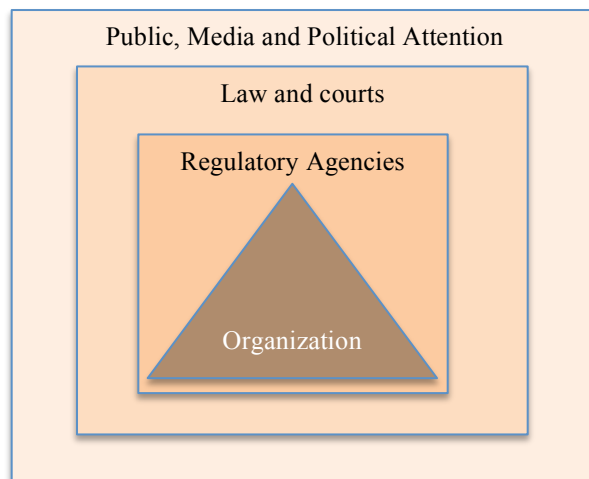 Public, Media and Political Attention
Law and courts
Regulatory Agencies
Organization